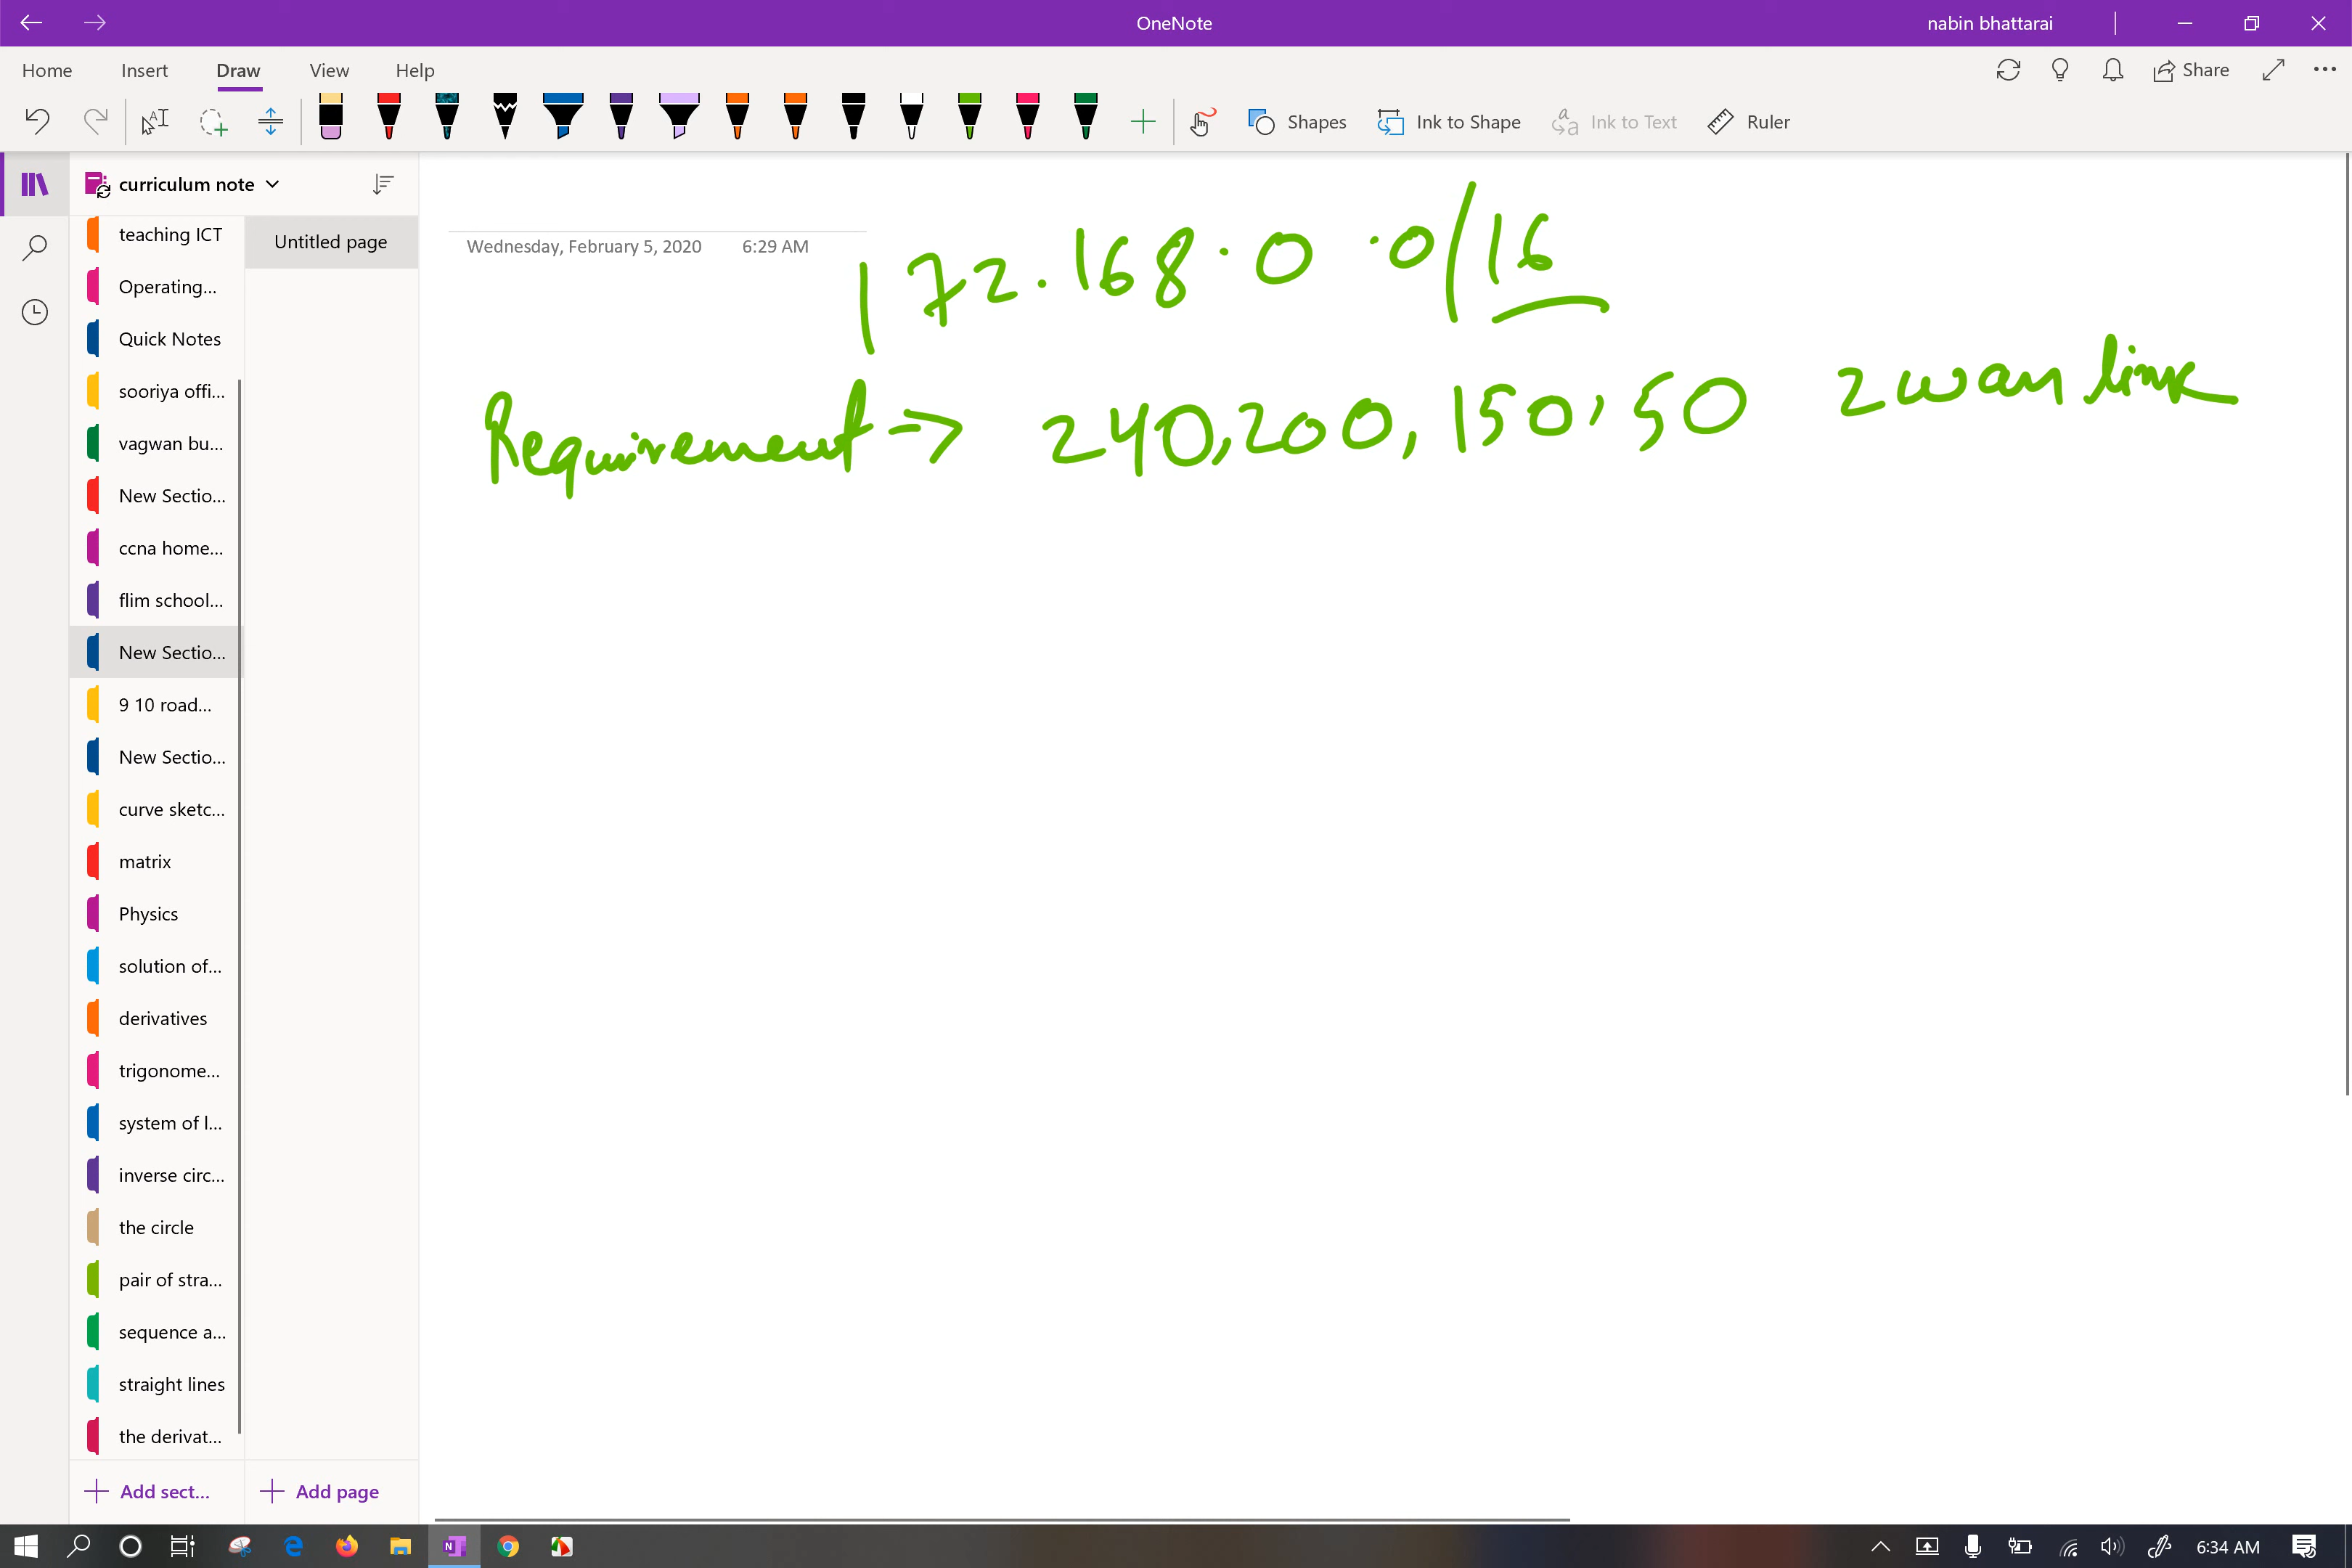 OneNote
nabin bhattarai
Home Insert Draw View Help
Share
Shapes
Ink to Shape
Ink to Text
Ruler
curriculum note
teaching ICT
Operating...
Quick Notes
sooriya offi...
vagwan bu...
New Sectio...
ccna home...
flim school...
New Sectio...
9 10 road...
New Sectio...
curve sketc...
matrix
Physics
solution of...
derivatives
trigonome...
system of l...
inverse circ...
the circle
pair of stra...
sequence a...
straight lines
the derivat...
Add sect...
Untitled page
Add page
Wednesday, February 5, 2020 6:29 AM
172.168.0.0/16
Requirement → 240,200,150,50 2 wan link
6:34 AM